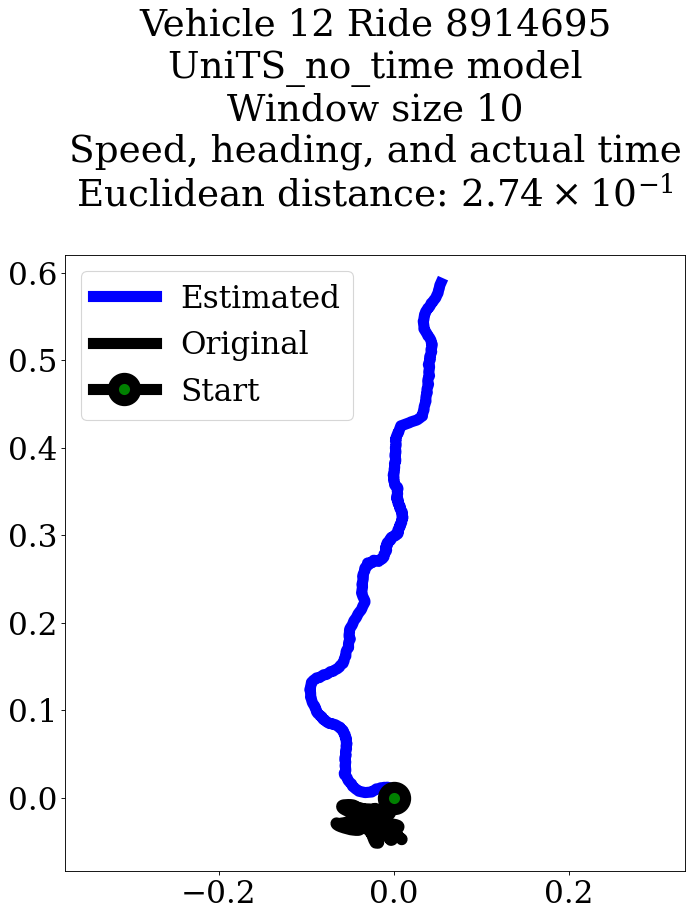 Vehicle 12 Ride 8914695
UniTS_no_time model
Window size 10
Speed, heading, and actual time
Euclidean distance: 2.74 × 10⁻¹
Estimated
Original
Start
0.6
0.5
0.4
0.3
0.2
0.1
0.0
−0.2
0.0
0.2